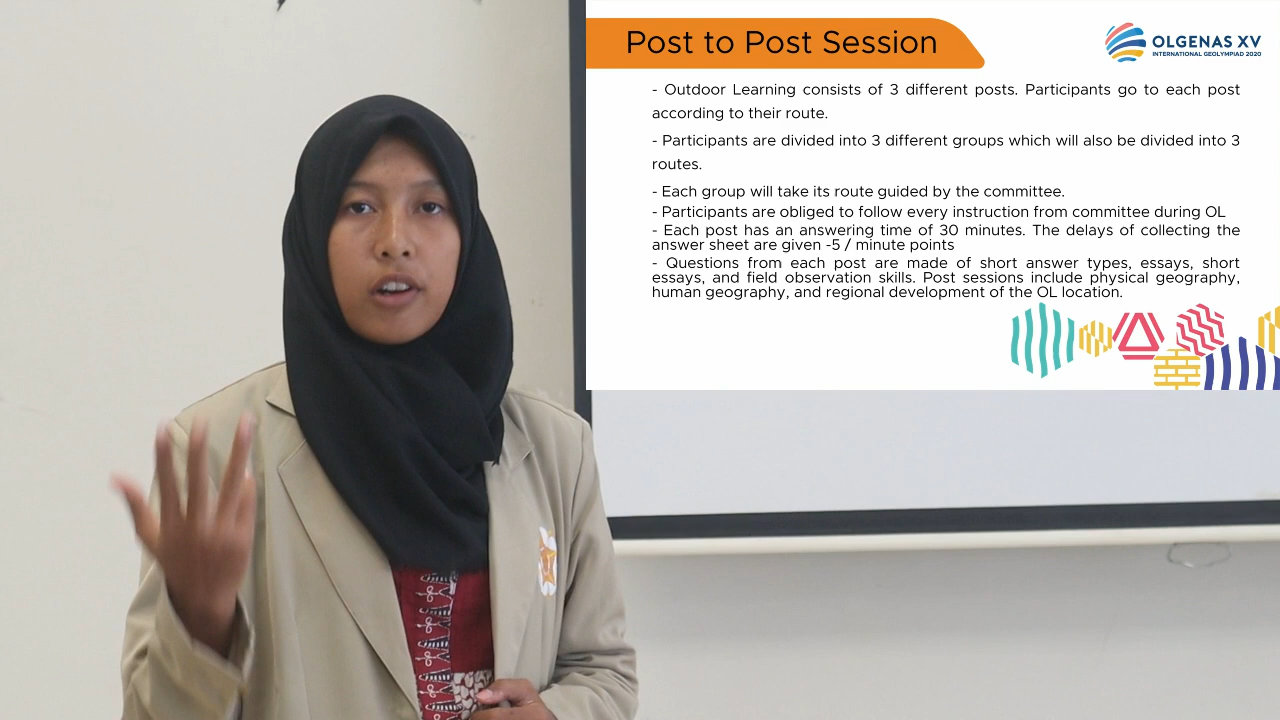 Post to Post Session
OLGENAS XV
INTERNATIONAL GEOLYMPIAD 2020
- Outdoor Learning consists of 3 different posts. Participants go to each post
according to their route.
- Participants are divided into 3 different groups which will also be divided into 3
routes.
- Each group will take its route guided by the committee.
- Participants are obliged to follow every instruction from committee during OL
- Each post has an answering time of 30 minutes. The delays of collecting the
answer sheet are given -5 / minute points
- Questions from each post are made of short answer types, essays, short
essays, and field observation skills. Post sessions include physical geography,
human geography, and regional development of the OL location.